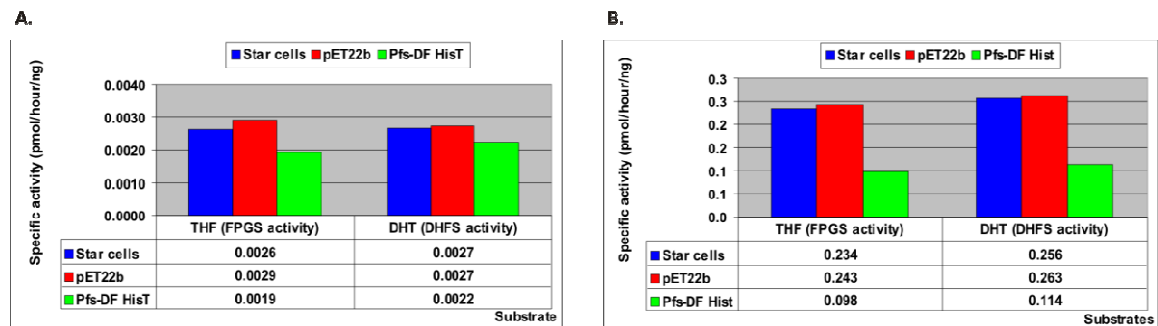 A.
Star cells pET22b Pfs-DF HisT
Specific activity (pmol/hour/ng)
0.0040
0.0030
0.0020
0.0010
0.0000
THF (FPGS activity) DHT (DHFS activity)
Star cells 0.0026 0.0027
pET22b 0.0029 0.0027
Pfs-DF HisT 0.0019 0.0022
Substrate
B.
Star cells pET22b Pfs-DF Hist
Specific activity (pmol/hour/ng)
0.3
0.3
0.2
0.2
0.1
0.1
0.0
THF (FPGS activity) DHT (DHFS activity)
Star cells 0.234 0.256
pET22b 0.243 0.263
Pfs-DF Hist 0.098 0.114
Substrates